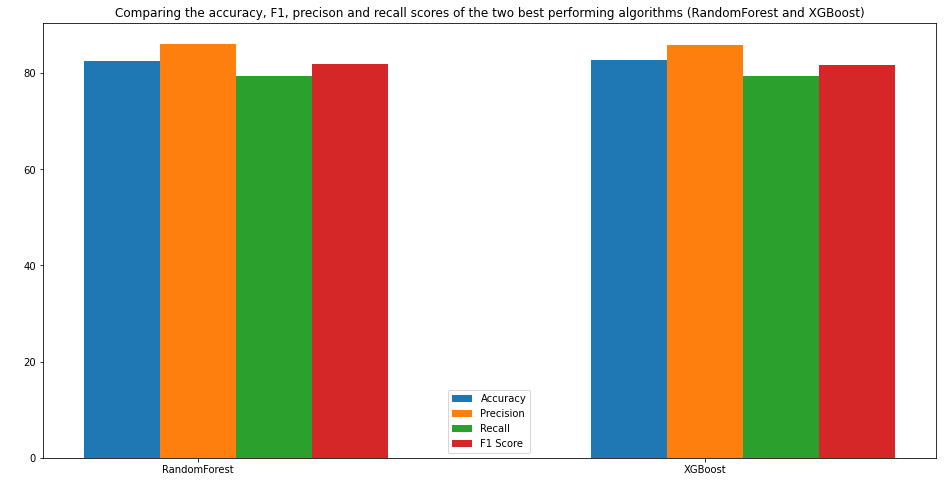 Comparing the accuracy, F1, precison and recall scores of the two best performing algorithms (RandomForest and XGBoost)
80
60
40
20
0
Accuracy
Precision
Recall
F1 Score
RandomForest
XGBoost